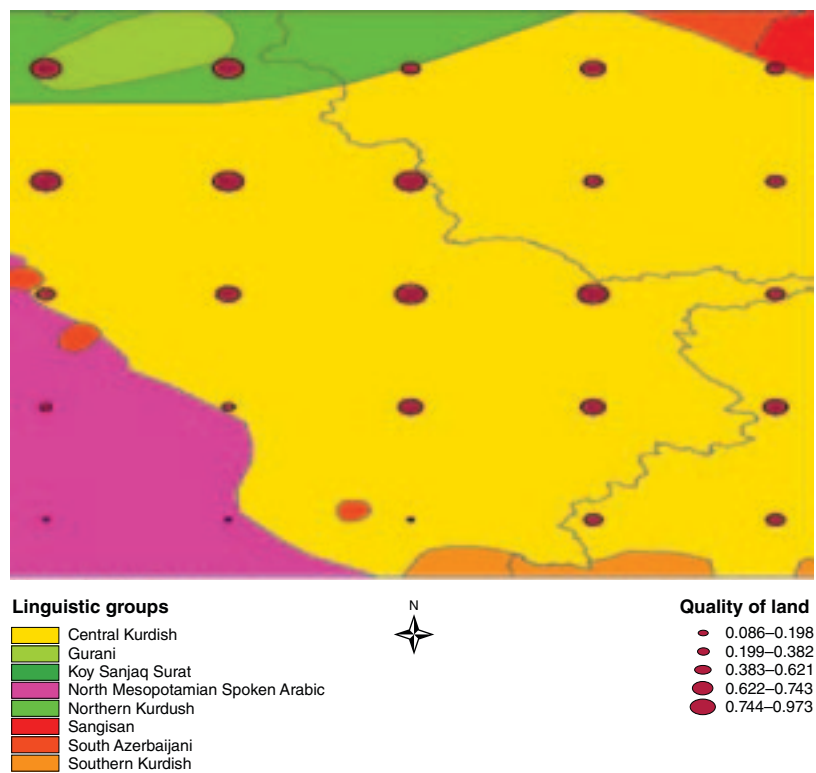 Linguistic groups
Central Kurdish
Gurani
Koy Sanjaq Surat
North Mesopotamian Spoken Arabic
Northern Kurdush
Sangisan
South Azerbaijani
Southern Kurdish
N
Quality of land
0.086–0.198
0.199–0.382
0.383–0.621
0.622–0.743
0.744–0.973